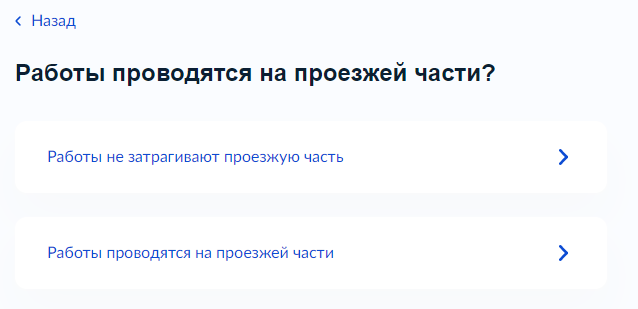 Назад
Работы проводятся на проезжей части?
Работы не затрагивают проезжую часть
Работы проводятся на проезжей части